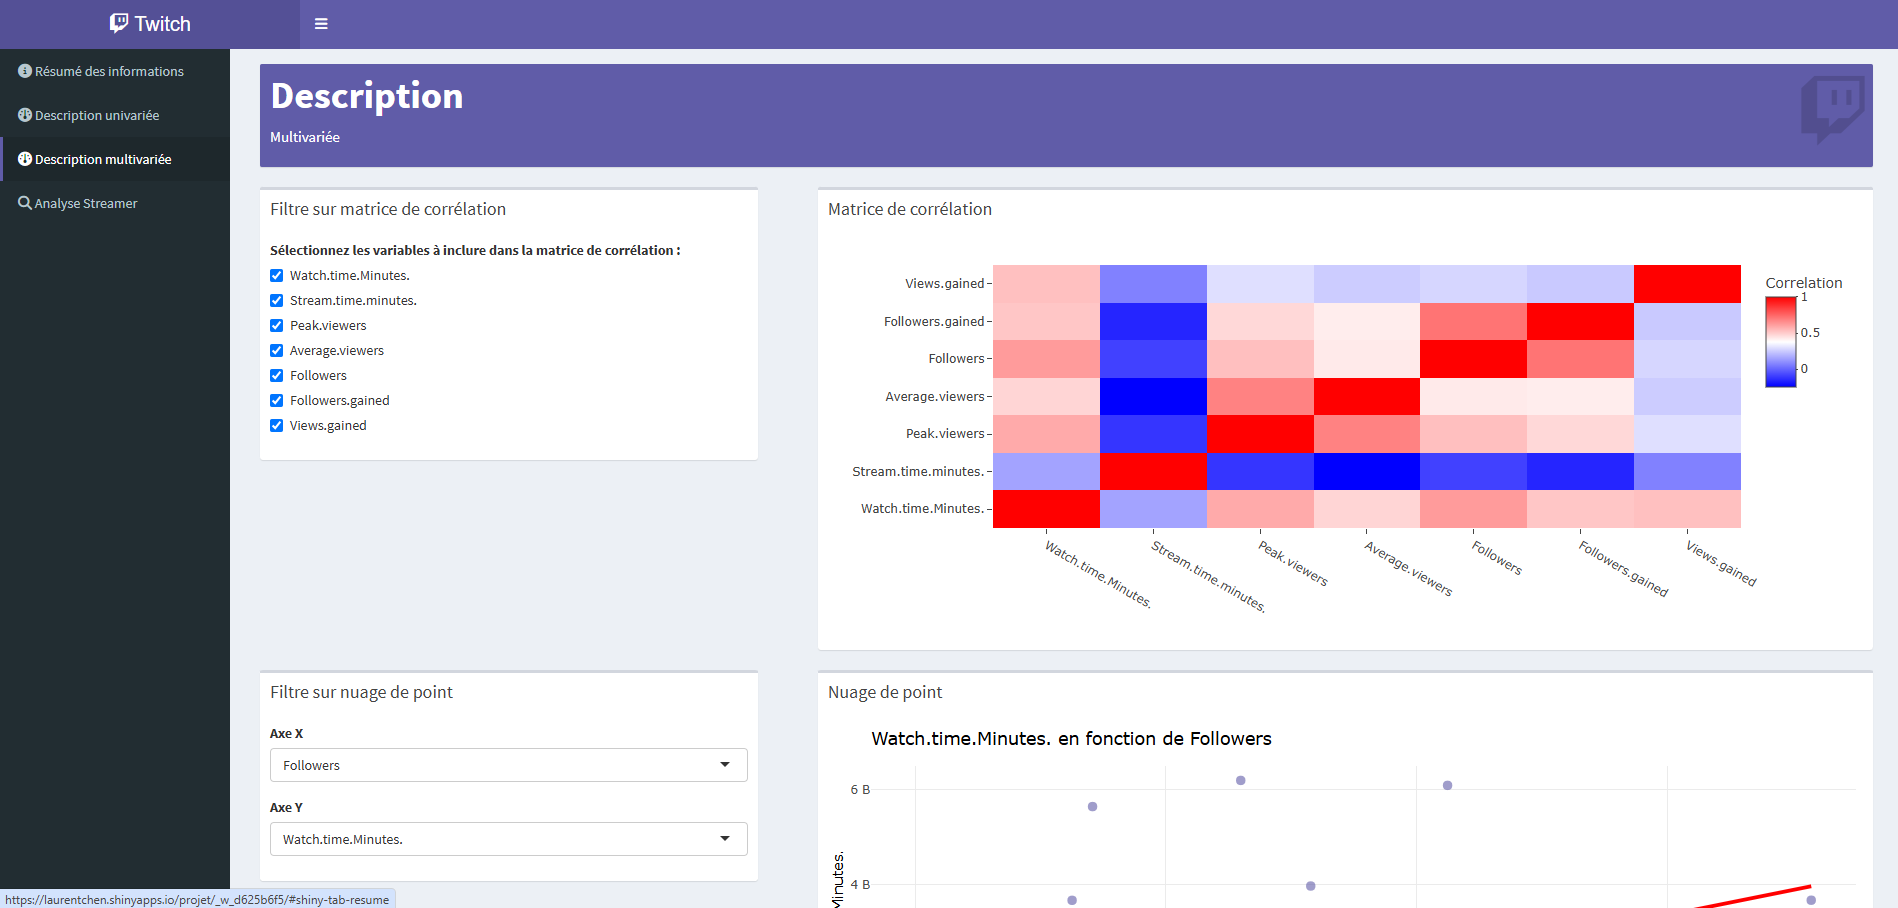 Twitch
Résumé des informations
Description univariée
Description multivariée
Analyse Streamer
Description
Multivariée
Filtre sur matrice de corrélation
Sélectionnez les variables à inclure dans la matrice de corrélation :
Watch.time.Minutes.
Stream.time.minutes.
Peak.viewers
Average.viewers
Followers
Followers.gained
Views.gained
Matrice de corrélation
Views.gained
Followers.gained
Followers
Average.viewers
Peak.viewers
Stream.time.minutes.
Watch.time.Minutes.
Watch.time.Minutes.
Stream.time.minutes.
Peak.viewers
Average.viewers
Followers
Followers.gained
Views.gained
Correlation
1
0.5
0
Filtre sur nuage de point
Axe X
Followers
Axe Y
Watch.time.Minutes.
Nuage de point
Watch.time.Minutes. en fonction de Followers
6 B
4 B
Minutes.
https://laurentchen.shinyapps.io/projet/_w_d625b6f5/#shiny-tab-resume